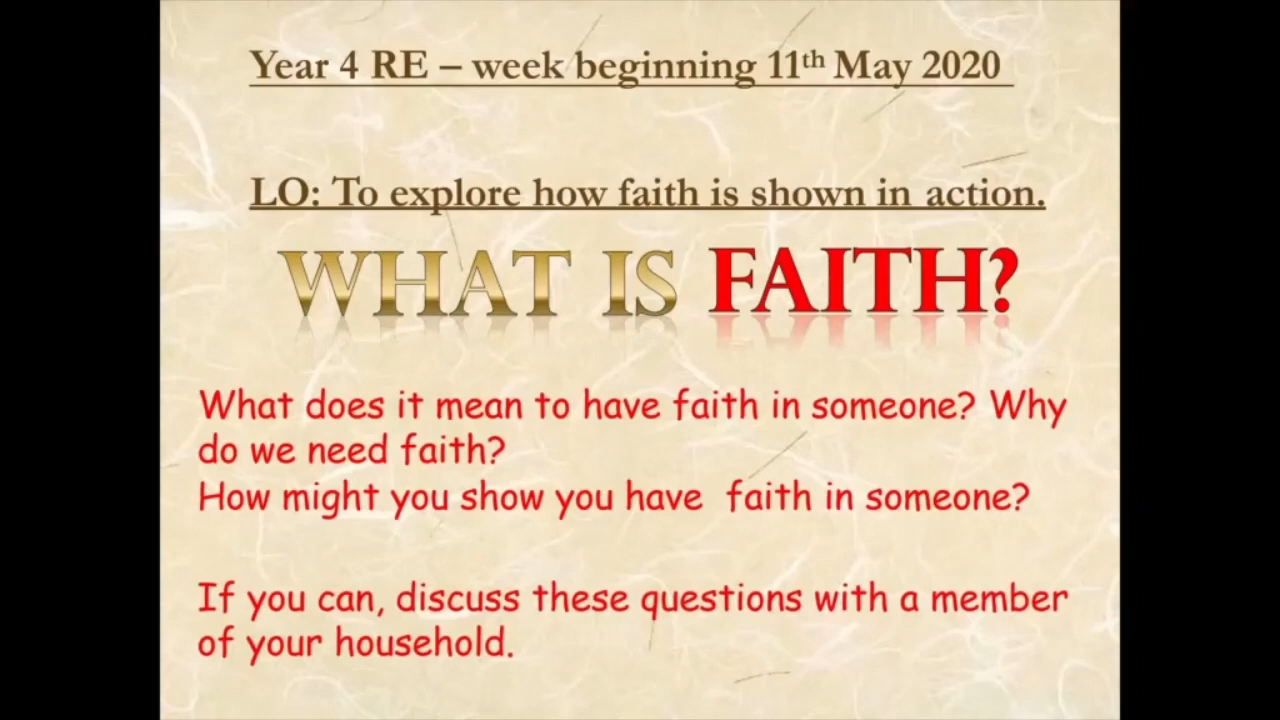 Year 4 RE – week beginning 11th May 2020
LO: To explore how faith is shown in action.
WHAT IS FAITH?
What does it mean to have faith in someone? Why
do we need faith?
How might you show you have  faith in someone?
If you can, discuss these questions with a member
of your household.